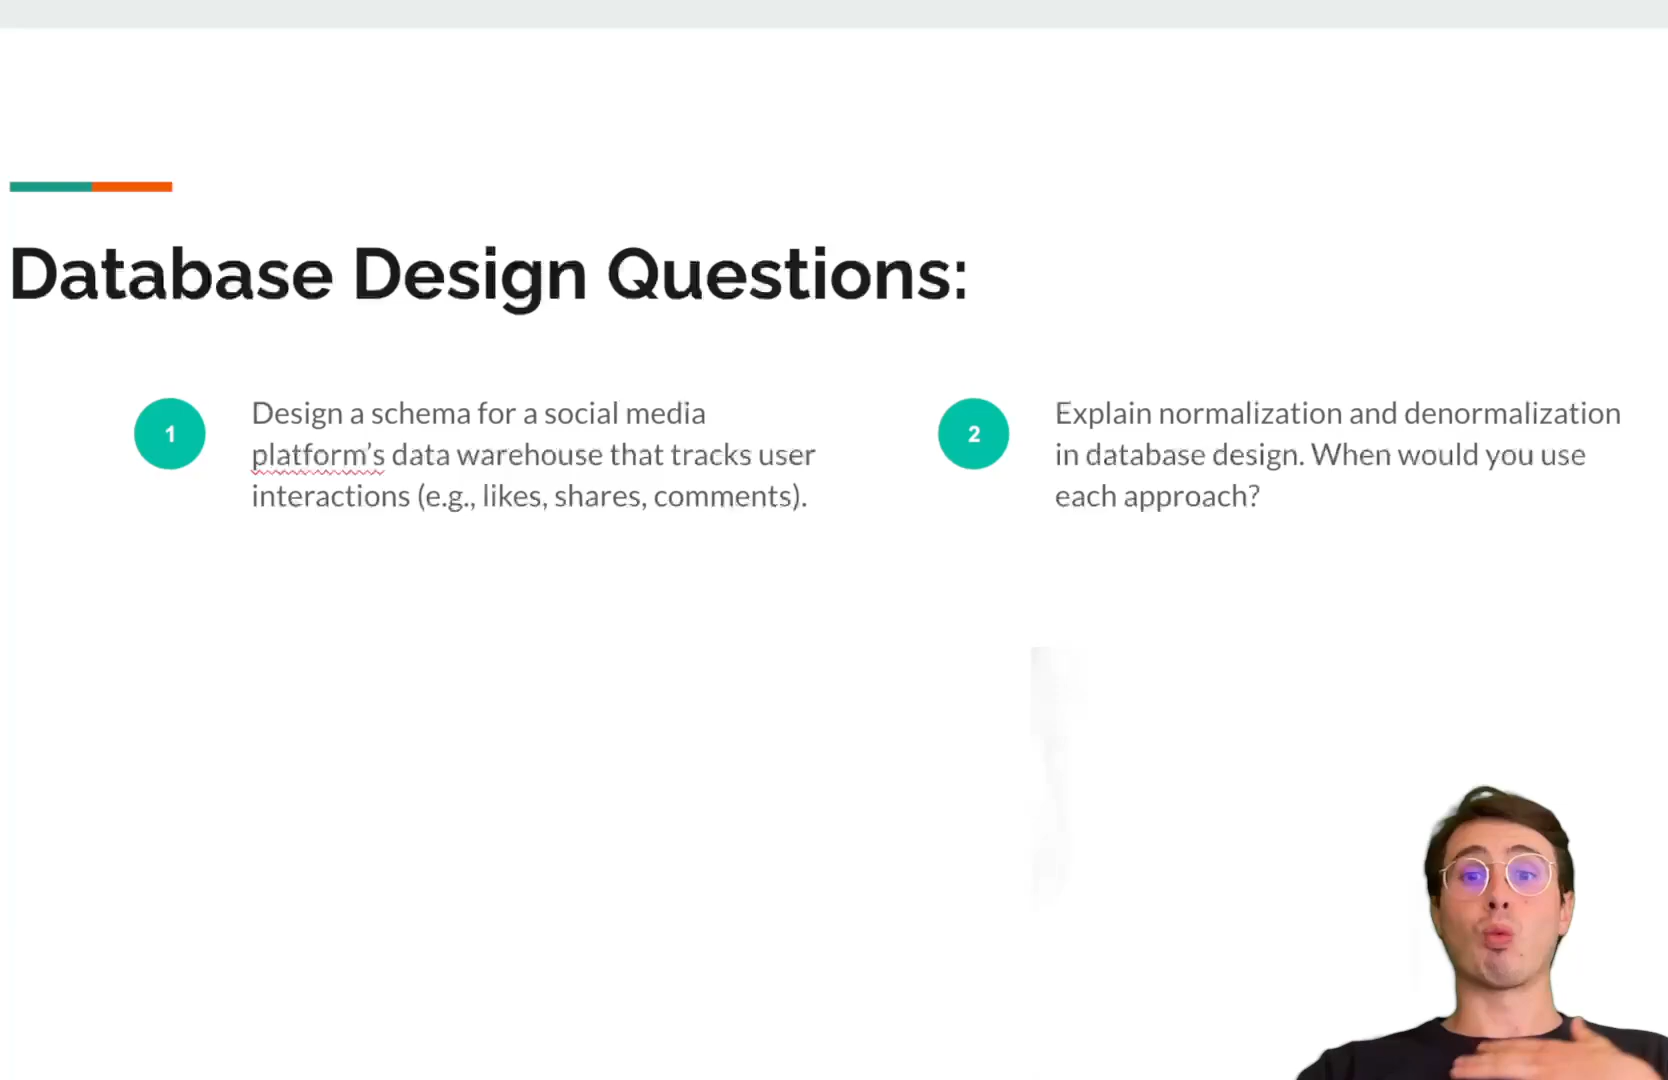 Database Design Questions:
1
Design a schema for a social media
platform’s data warehouse that tracks user
interactions (e.g., likes, shares, comments).
2
Explain normalization and denormalization
in database design. When would you use
each approach?